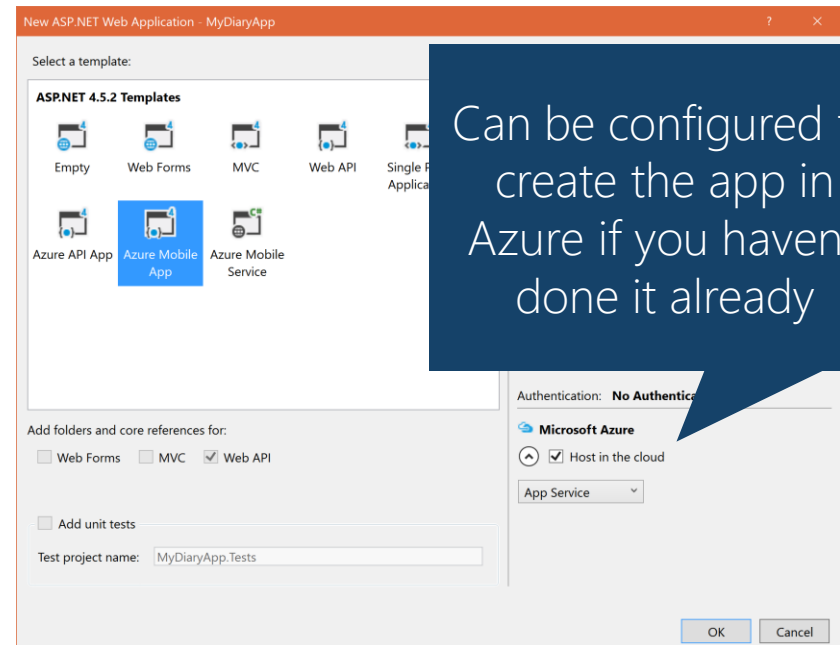 New ASP.NET Web Application - MyDiaryApp
? ×
Select a template:
ASP.NET 4.5.2 Templates
Empty
Web Forms
MVC
Web API
Single
Azure API App
Azure Mobile
App
Azure Mobile
Service
Can be configured
create the app in
Azure if you haven
done it already
Authentication: No
Microsoft Azure
Host in the cloud
App Service
Add folders and core references for:
Web Forms MVC Web API
Add unit tests
Test project name: MyDiaryApp.Tests
OK Cancel